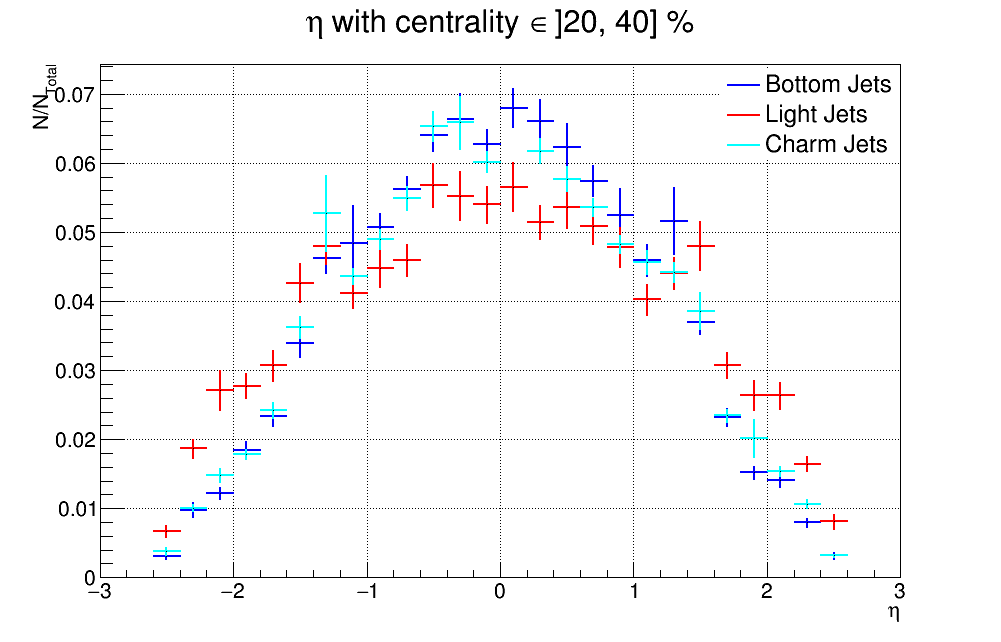 η with centrality ∈ ]20, 40] %
N/N_Total
Bottom Jets
Light Jets
Charm Jets
0.07
0.06
0.05
0.04
0.03
0.02
0.01
0
−3 −2 −1 0 1 2 3
η